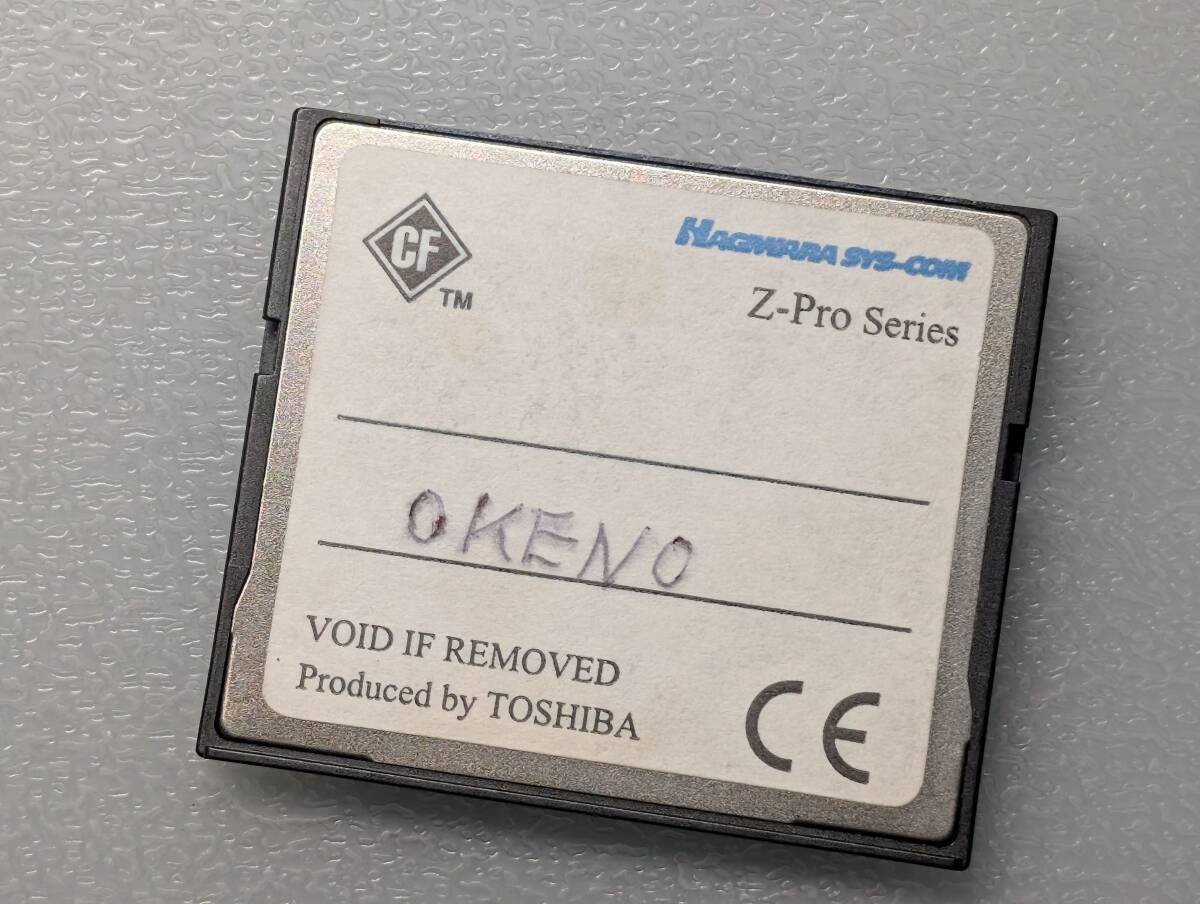 CF TM
HAGIWARA SYS-COM
Z-Pro Series
OKENO
VOID IF REMOVED
Produced by TOSHIBA
CE